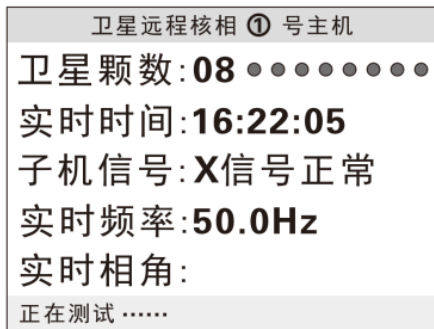 卫星远程核相 ① 号主机
卫星颗数:08
实时时间:16:22:05
子机信号:X信号正常
实时频率:50.0Hz
实时相角:
正在测试 ······